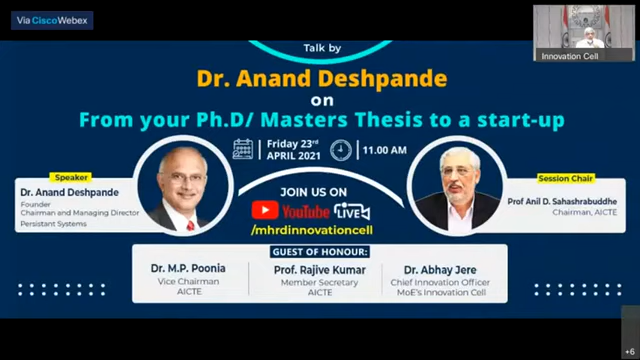 Via Cisco Webex
Innovation Cell
Talk by
Dr. Anand Deshpande
on
From your Ph.D/ Masters Thesis to a start-up
Friday 23rd
APRIL 2021
11.00 AM
Speaker
Dr. Anand Deshpande
Founder
Chairman and Managing Director
Persistant Systems
JOIN US ON
YouTube LIVE
/mhrdinnovationcell
Session Chair
Prof Anil D. Sahashrabuddhe
Chairman, AICTE
GUEST OF HONOUR:
Dr. M.P. Poonia
Vice Chairman
AICTE
Prof. Rajive Kumar
Member Secretary
AICTE
Dr. Abhay Jere
Chief Innovation Officer
MoE's Innovation Cell
+6